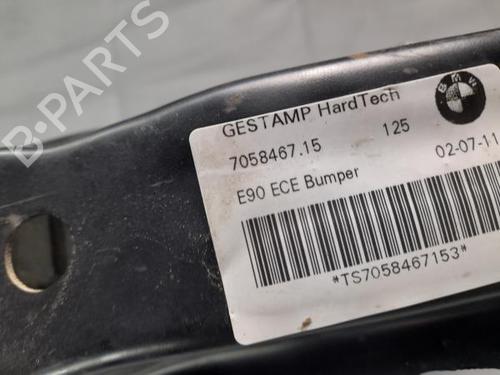 B-PARTS
GESTAMP HardTech
BMW
7058467.15 125 02-07-11
E90 ECE Bumper
*TS7058467153*